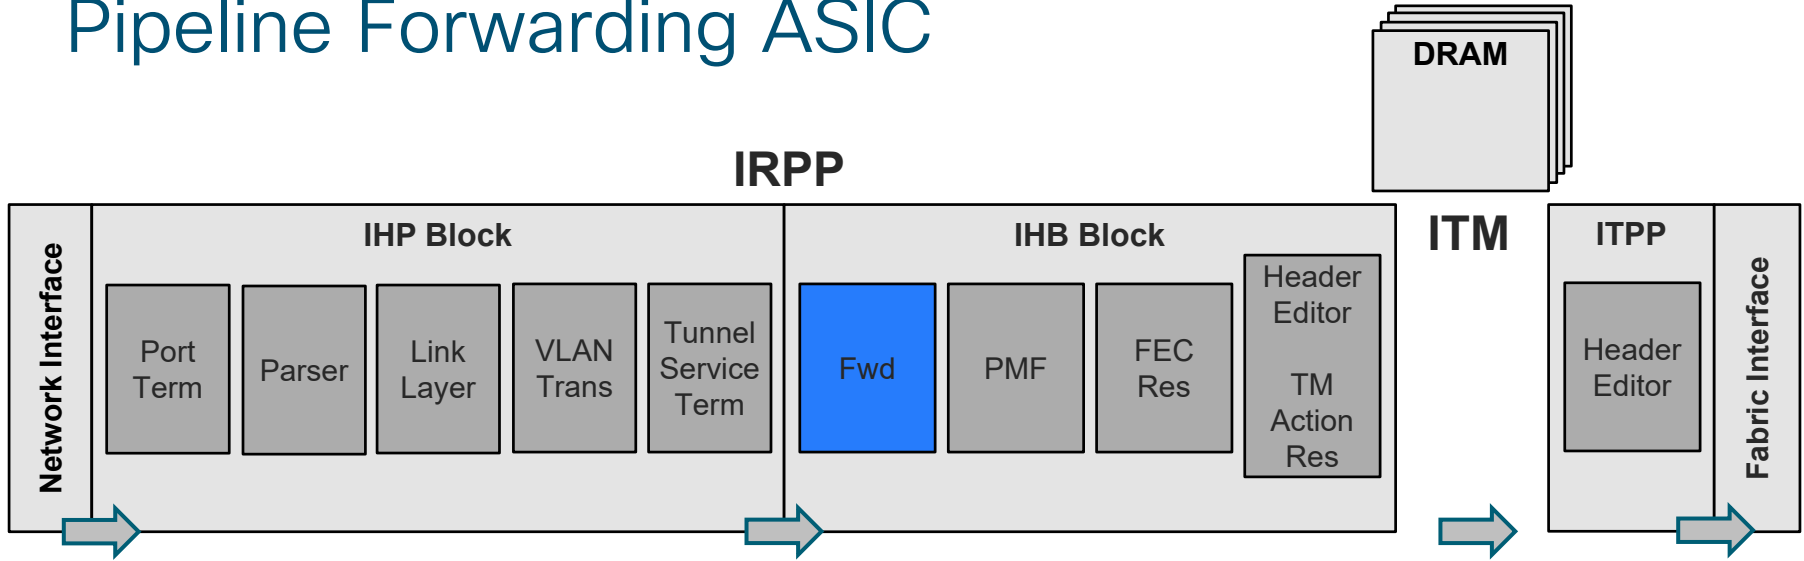 Pipeline Forwarding ASIC
DRAM
IRPP
Network Interface
IHP Block
Port
Term
Parser
Link
Layer
VLAN
Trans
Tunnel
Service
Term
IHB Block
Fwd
PMF
FEC
Res
Header
Editor
TM
Action
Res
ITM
ITPP
Header
Editor
Fabric Interface